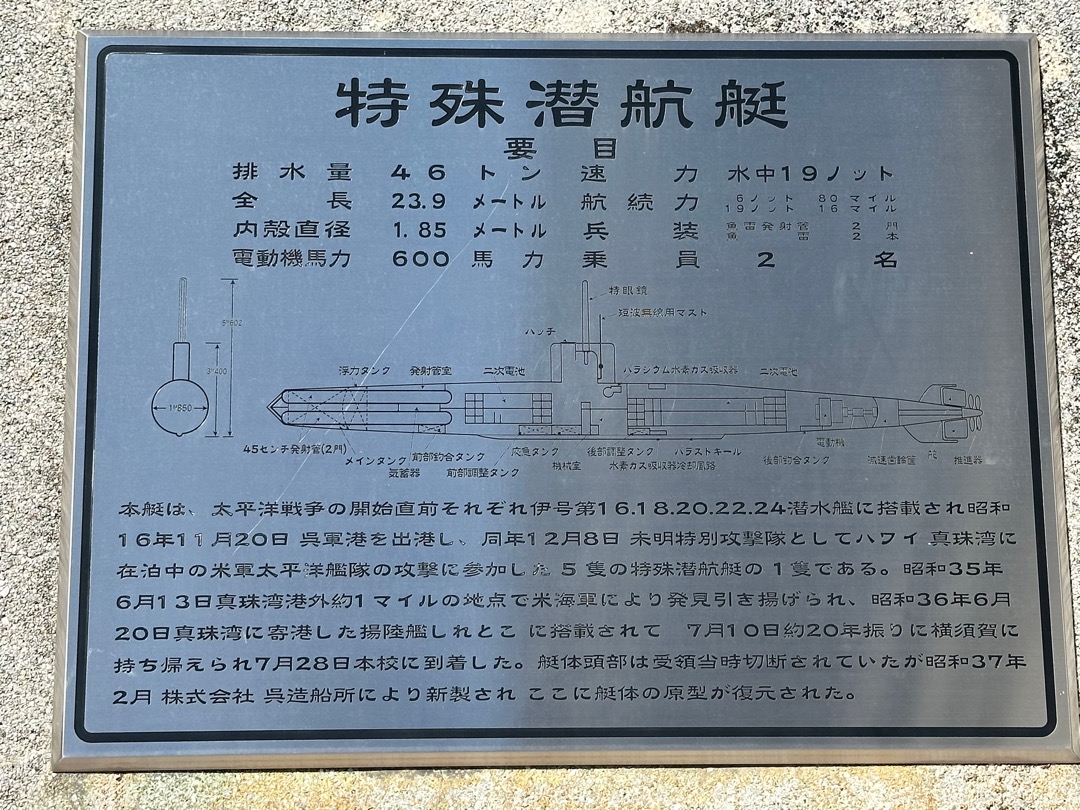 特殊潜航艇
要目
排水量 46トン 速力 水中19ノット
全長 23.9メートル 航続力 6ノット 80マイル
19ノット 16マイル
内殻直径 1.85メートル 兵装 魚雷発射管 2門
魚雷 2本
電動機馬力 600馬力 乗員 2名
特眼鏡
5ᵐ602
短波無線用マスト
ハッチ
3ᵐ400
浮力タンク 発射管室 二次電池 バラシウム水素ガス吸収器 二次電池
1ᵐ850
45センチ発射管(2門) メインタンク 前部釣合タンク 応急タンク 後部調整タンク バラストキール 電動機
気蓄器 前部調整タンク 機械室 水素ガス吸収器冷却 後部釣合タンク 減速歯輪 舵 推進器
本艇は、太平洋戦争の開始直前それぞれ伊号第16.18.20.22.24潜水艦に搭載され昭和
16年11月20日 呉軍港を出港し、同年12月8日 未明特別攻撃隊としてハワイ 真珠湾に
在泊中の米軍太平洋艦隊の攻撃に参加した 5 隻の特殊潜航艇の 1 隻である。昭和35年
6月13日真珠湾港外約1マイルの地点で米海軍により発見引き揚げられ、昭和36年6月
20日真珠湾に寄港した揚陸艦しれとこ に搭載されて 7月10日約20年振りに横須賀に
持ち帰えられ7月28日本校に到着した。艇体頭部は受領当時切断されていたが昭和37年
2月 株式会社 呉造船所により新製され ここに艇体の原型が復元された。